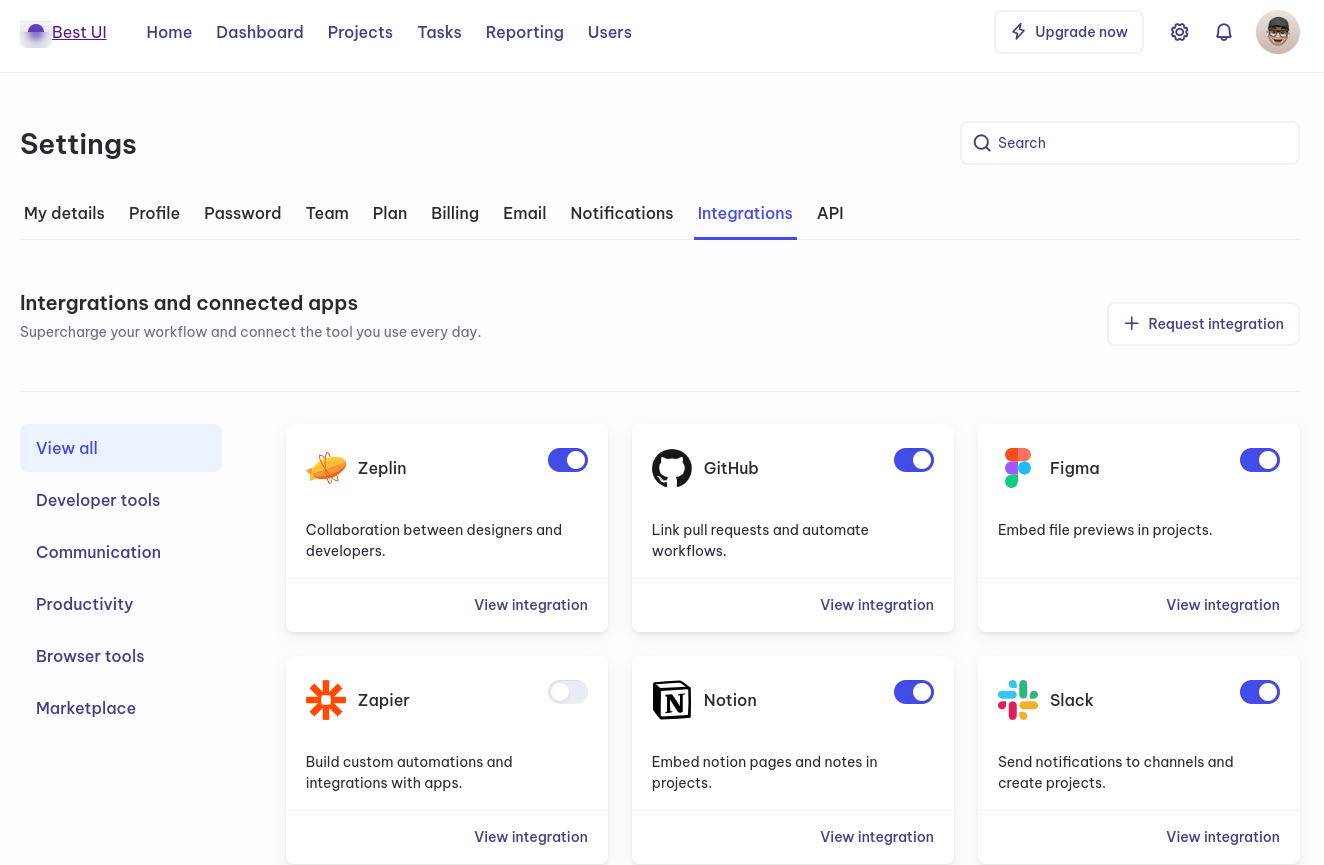 Best UI
Home
Dashboard
Projects
Tasks
Reporting
Users
Upgrade now
Settings
Search
My details
Profile
Password
Team
Plan
Billing
Email
Notifications
Integrations
API
Intergrations and connected apps
Supercharge your workflow and connect the tool you use every day.
Request integration
View all
Developer tools
Communication
Productivity
Browser tools
Marketplace
Zeplin
Collaboration between designers and
developers.
View integration
GitHub
Link pull requests and automate
workflows.
View integration
Figma
Embed file previews in projects.
View integration
Zapier
Build custom automations and
integrations with apps.
View integration
Notion
Embed notion pages and notes in
projects.
View integration
Slack
Send notifications to channels and
create projects.
View integration